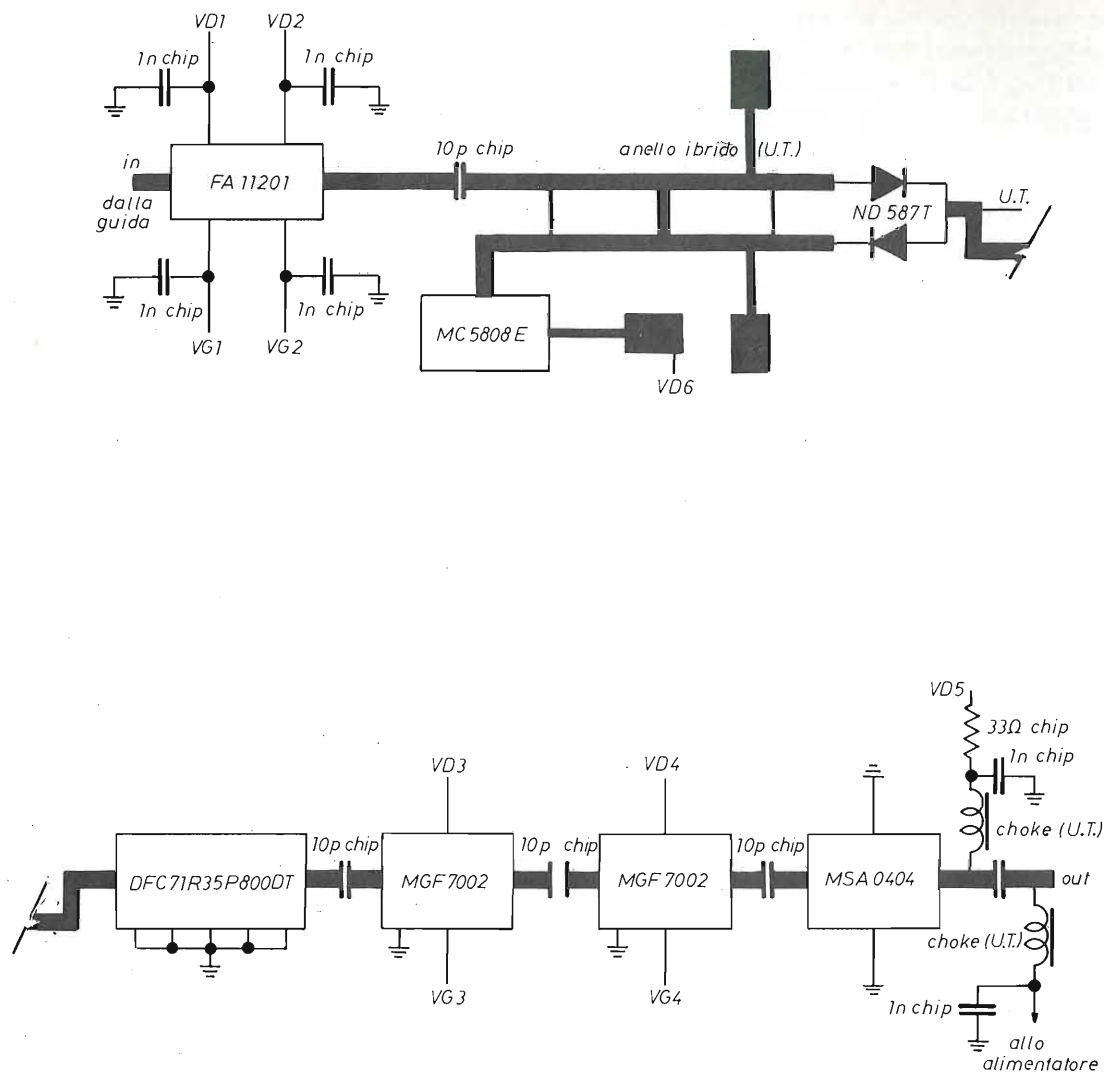 VD1
VD2
1n chip
1n chip
in
dalla
guida
FA 11201
10p chip
anello ibrido (U.T.)
ND 587T
U.T.
1n chip
1n chip
VG1
VG2
MC 5808 E
VD6
VD5
33Ω chip
1n chip
VD3
VD4
choke (U.T.)
10p chip
10p chip
10p chip
DFC71R35P800DT
MGF 7002
MGF 7002
MSA 0404
out
choke (U.T.)
VG3
VG4
1n chip
allo
alimentatore